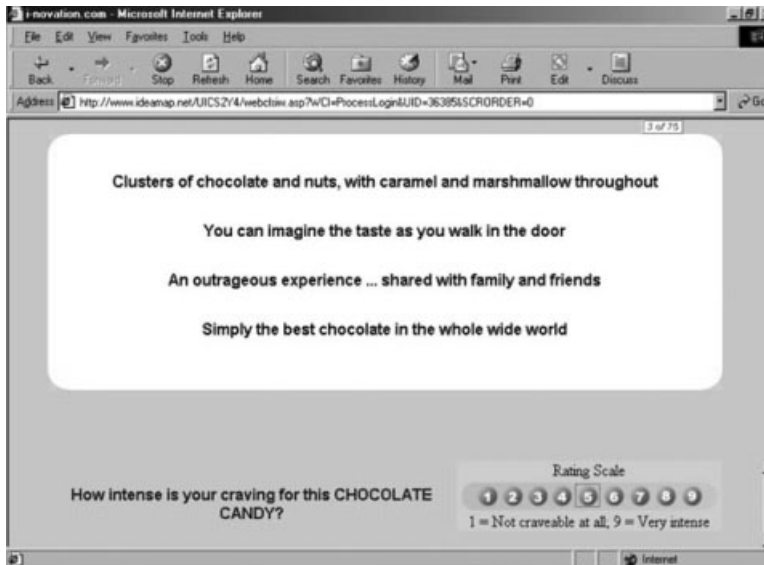 i-novation.com - Microsoft Internet Explorer
File Edit View Favorites Tools Help
Back Forward Stop Refresh Home Search Favorites History Mail Print Edit Discuss
Address http://www.ideamap.net/UICS2Y4/webctsiw.asp?WCI=ProcessLogin&UID=36385&SCRORDER=0 Go
3 of 75
Clusters of chocolate and nuts, with caramel and marshmallow throughout
You can imagine the taste as you walk in the door
An outrageous experience ... shared with family and friends
Simply the best chocolate in the whole wide world
Rating Scale
How intense is your craving for this CHOCOLATE
CANDY?
1 2 3 4 5 6 7 8 9
1 = Not craveable at all, 9 = Very intense
Internet